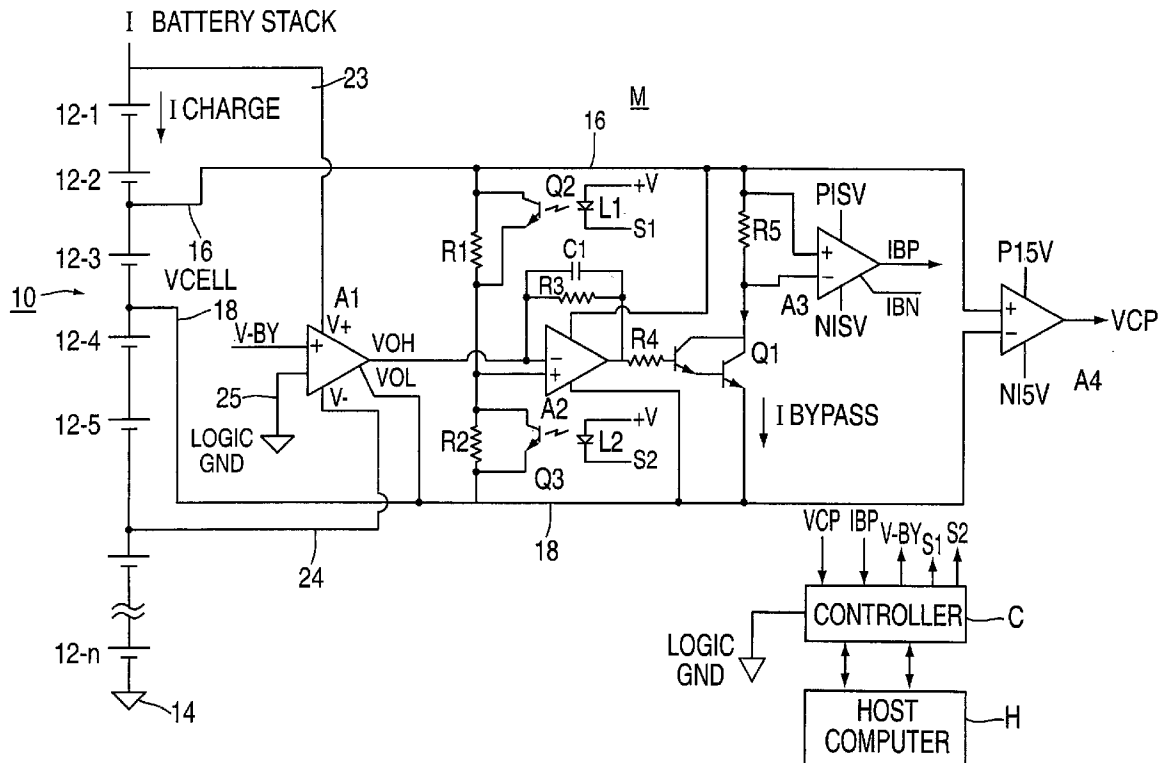 I BATTERY STACK
23
12-1
I CHARGE
M
12-2
16
Q2
+V
L1
S1
R1
R5
PISV
12-3
16
VCELL
C1
R3
IBP
P15V
10
18
A1
A3
IBN
V-BY
V+
VOH
NISV
VCP
12-4
VOL
R4
Q1
25
V-
A2
+V
NI5V
A4
12-5
LOGIC
GND
R2
L2
S2
I BYPASS
Q3
24
18
VCP
IBP
V-BY
S1
S2
CONTROLLER
C
12-n
LOGIC
GND
14
HOST
COMPUTER
H